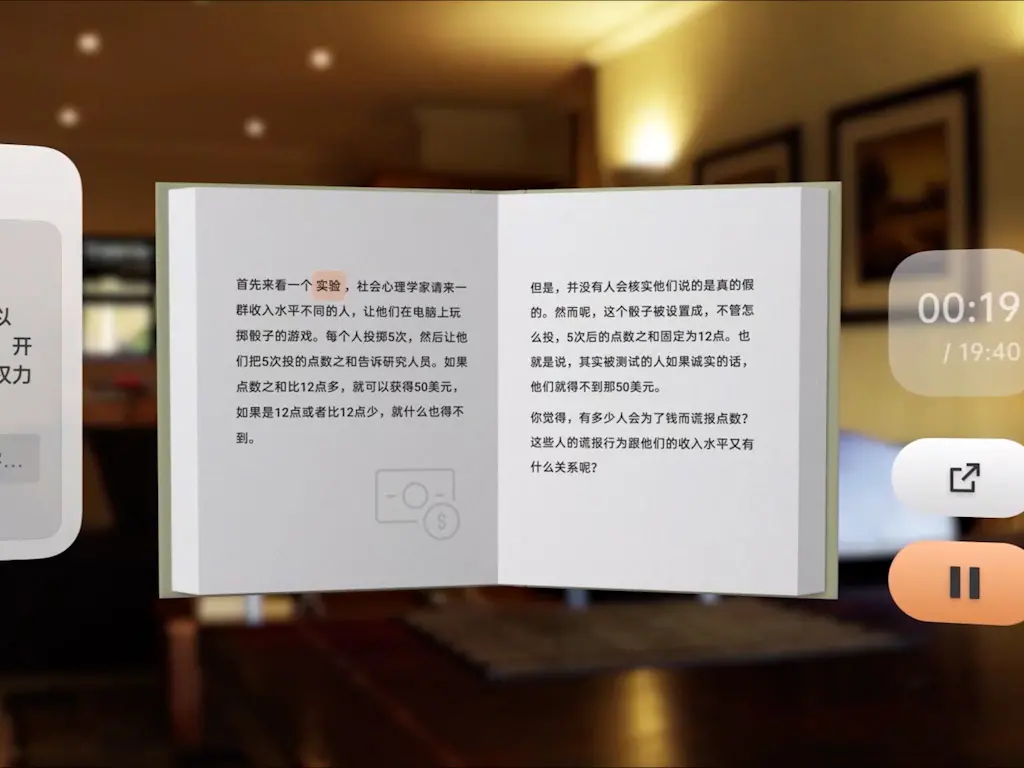 以
开
权力
...
首先来看一个实验，社会心理学家请来一
群收入水平不同的人，让他们在电脑上玩
掷骰子的游戏。每个人投掷5次，然后让他
们把5次投的点数之和告诉研究人员。如果
点数之和比12点多，就可以获得50美元，
如果是12点或者比12点少，就什么也得不
到。
$
但是，并没有人会核实他们说的是真的假
的。然而呢，这个骰子被设置成，不管怎
么投，5次后的点数之和固定为12点。也
就是说，其实被测试的人如果诚实的话，
他们就得不到那50美元。
你觉得，有多少人会为了钱而谎报点数？
这些人的谎报行为跟他们的收入水平又有
什么关系呢？
00:19
/ 19:40